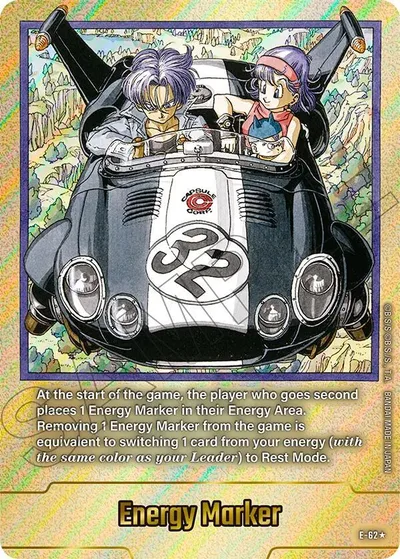 CAPSULE
CORP.
32
At the start of the game, the player who goes second
places 1 Energy Marker in their Energy Area.
Removing 1 Energy Marker from the game is
equivalent to switching 1 card from your energy (with
the same color as your Leader) to Rest Mode.
Energy Marker
E-62★
BANDAI MADE IN JAPAN